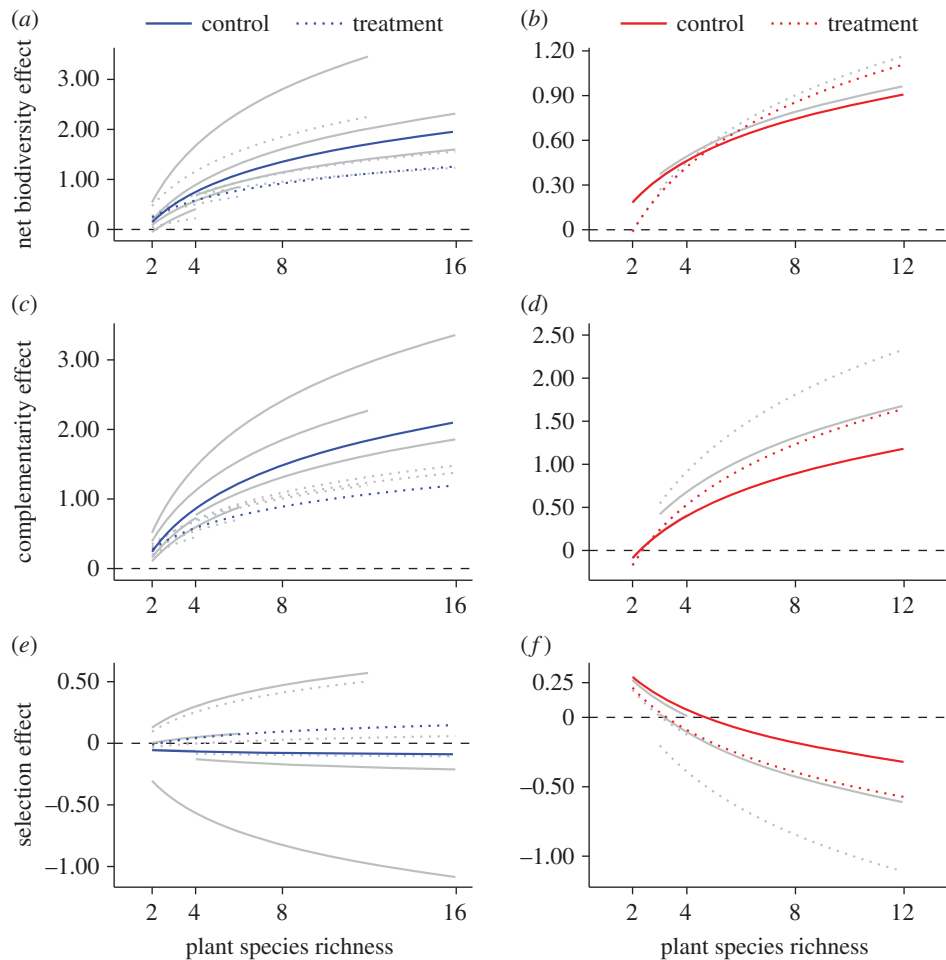 (a) control treatment
(b) control treatment
net biodiversity effect
3.00
2.00
1.00
0
2 4 8 16
1.20
0.90
0.60
0.30
0
2 4 8 12
(c)
complementarity effect
3.00
2.00
1.00
0
2 4 8 16
(d)
2.50
2.00
1.50
1.00
0.50
0
2 4 8 12
(e)
selection effect
0.50
0
−0.50
−1.00
2 4 8 16
plant species richness
(f)
0.25
0
−0.50
−1.00
2 4 8 12
plant species richness